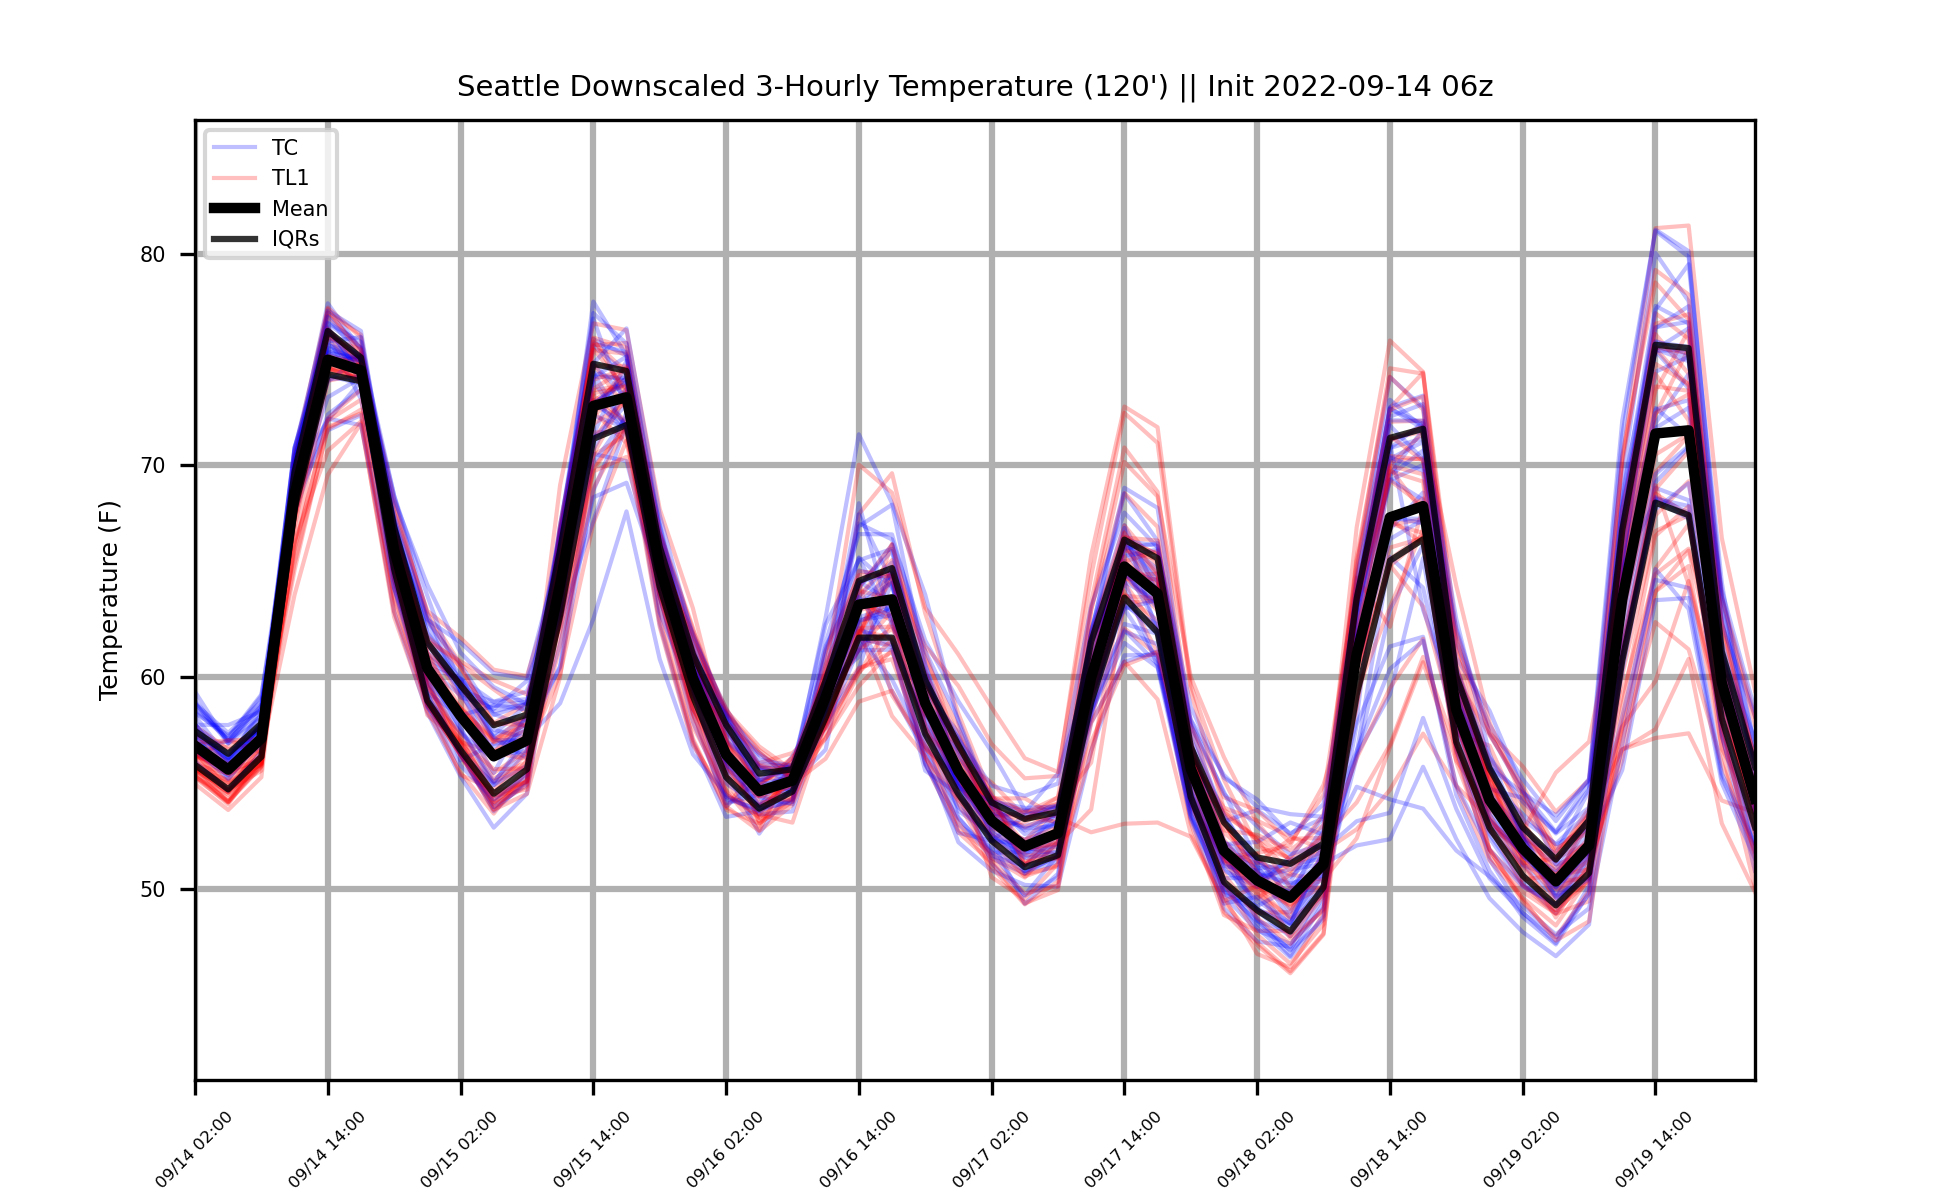 Seattle Downscaled 3-Hourly Temperature (120') || Init 2022-09-14 06z
TC
TL1
Mean
IQRs
80
70
60
50
Temperature (F)
09/14 02:00
09/14 14:00
09/15 02:00
09/15 14:00
09/16 02:00
09/16 14:00
09/17 02:00
09/17 14:00
09/18 02:00
09/18 14:00
09/19 02:00
09/19 14:00